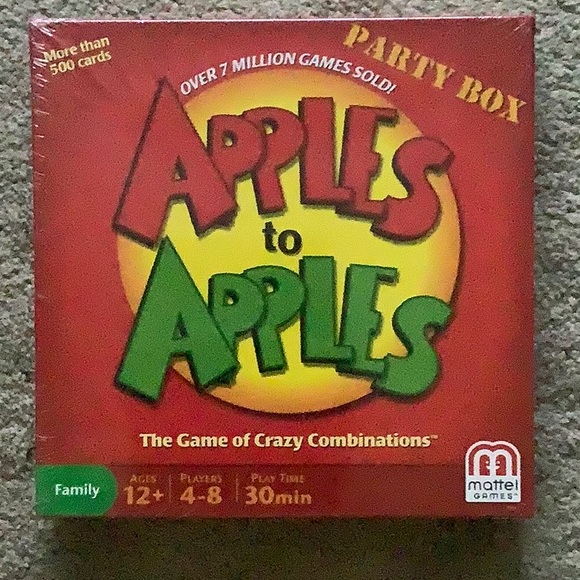 More than
500 cards
PARTY BOX
OVER 7 MILLION GAMES SOLD!
APPLES
to
APPLES
The Game of Crazy Combinations™
Family
AGES
12+
PLAYERS
4-8
PLAY TIME
30min
mattel
GAMES™